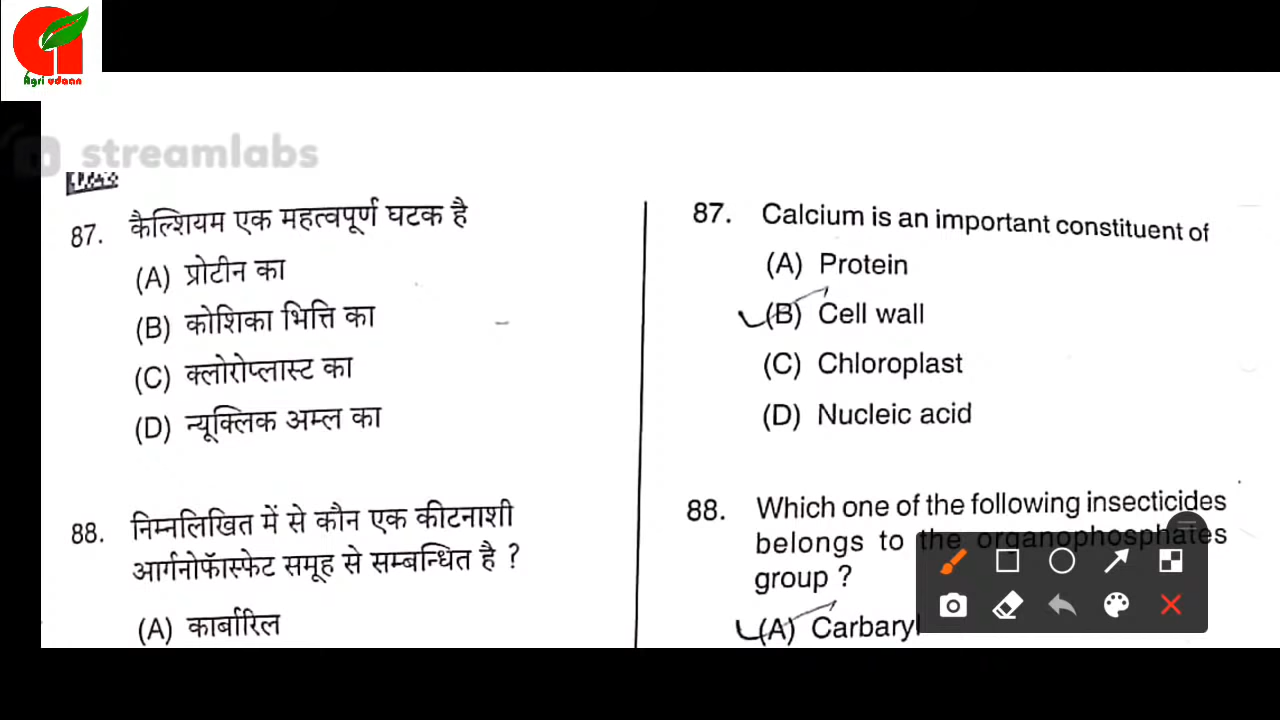 Agri udaan
streamlabs
87. कैल्शियम एक महत्वपूर्ण घटक है
(A) प्रोटीन का
(B) कोशिका भित्ति का
(C) क्लोरोप्लास्ट का
(D) न्यूक्लिक अम्ल का
88. निम्नलिखित में से कौन एक कीटनाशी
आर्गनोफॉस्फेट समूह से सम्बन्धित है ?
(A) कार्बारिल
87. Calcium is an important constituent of
(A) Protein
(B) Cell wall
(C) Chloroplast
(D) Nucleic acid
88. Which one of the following insecticides
belongs to the organophosphates
group ?
(A) Carbaryl